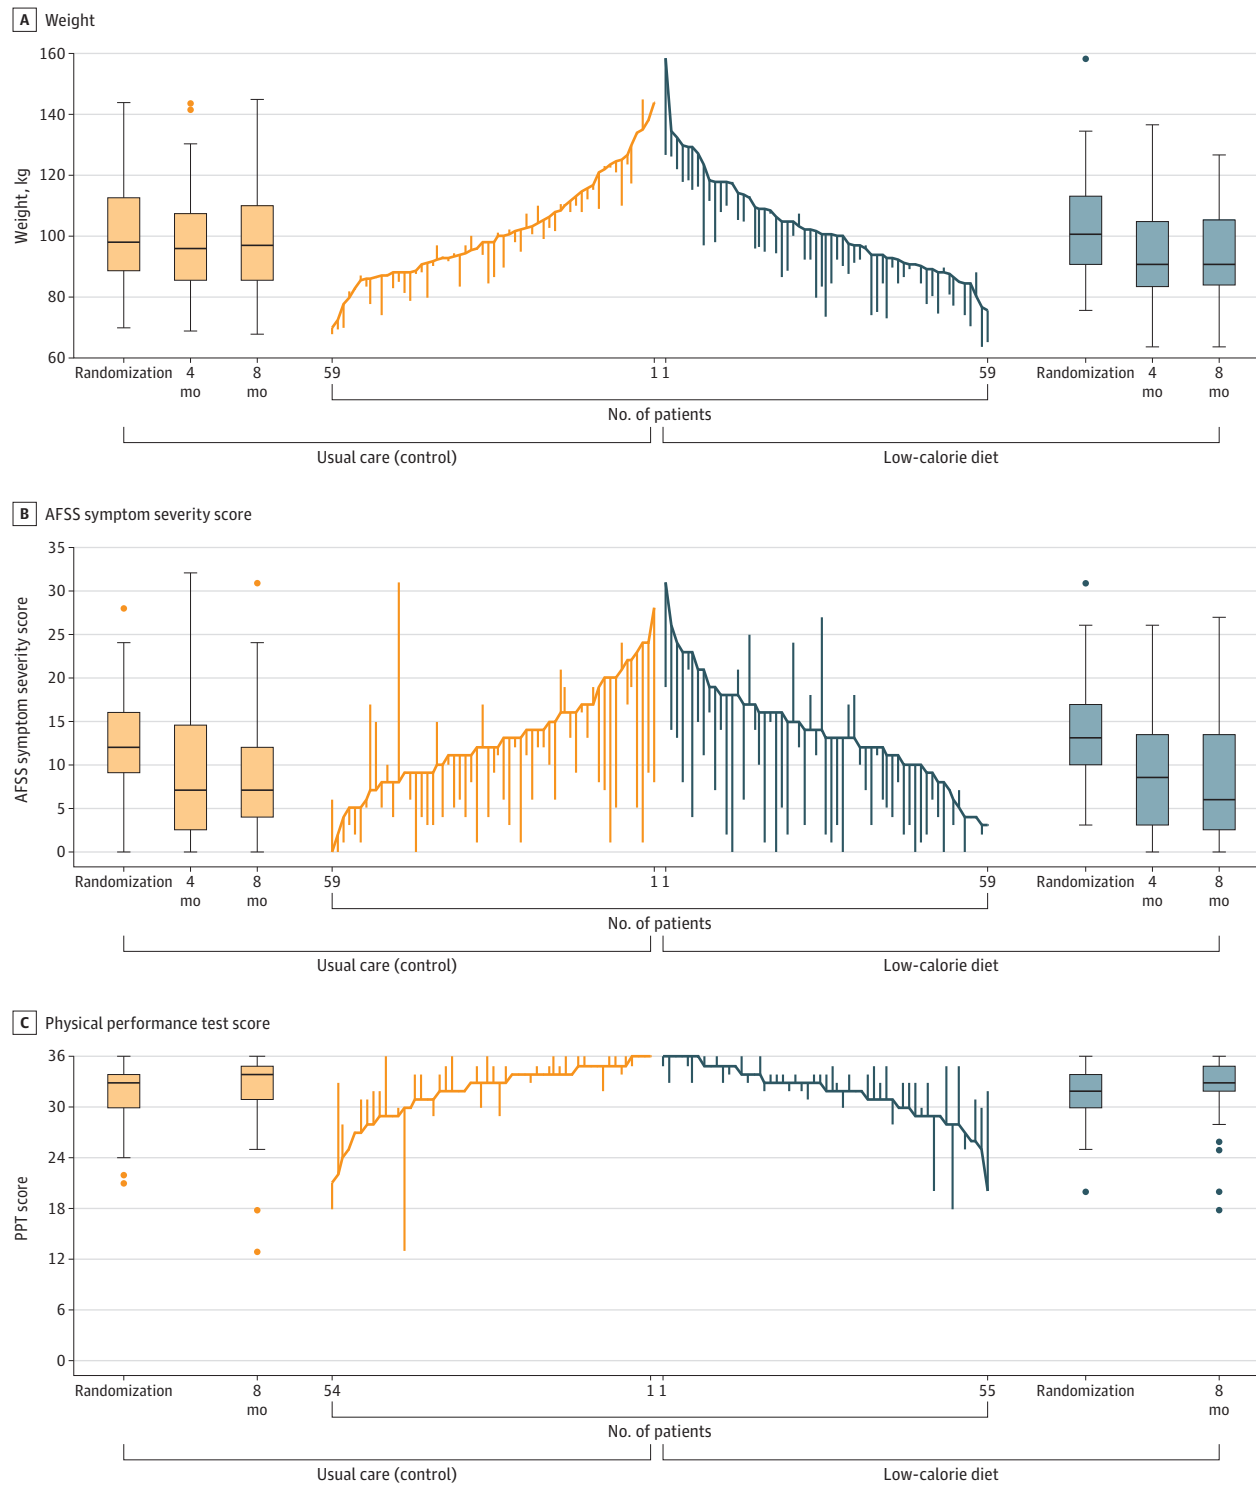 A Weight
160
140
120
100
80
60
Weight, kg
Randomization 4 mo 8 mo 59 1 1 59 Randomization 4 mo 8 mo
No. of patients
Usual care (control) Low-calorie diet
B AFSS symptom severity score
35
30
25
20
15
10
5
0
AFSS symptom severity score
Randomization 4 mo 8 mo 59 1 1 59 Randomization 4 mo 8 mo
No. of patients
Usual care (control) Low-calorie diet
C Physical performance test score
36
30
24
18
12
6
0
PPT score
Randomization 8 mo 54 1 1 55 Randomization 8 mo
No. of patients
Usual care (control) Low-calorie diet